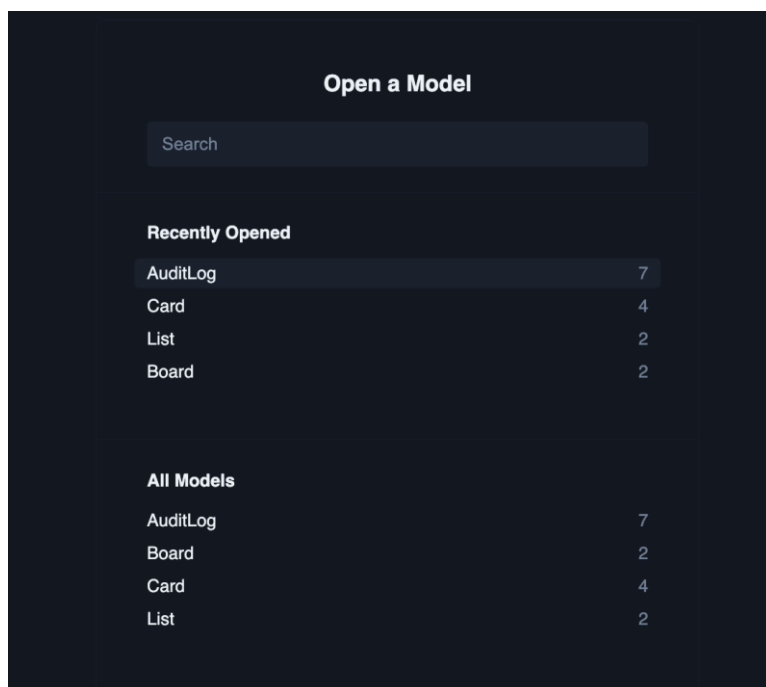 Open a Model
Search
Recently Opened
AuditLog 7
Card 4
List 2
Board 2
All Models
AuditLog 7
Board 2
Card 4
List 2